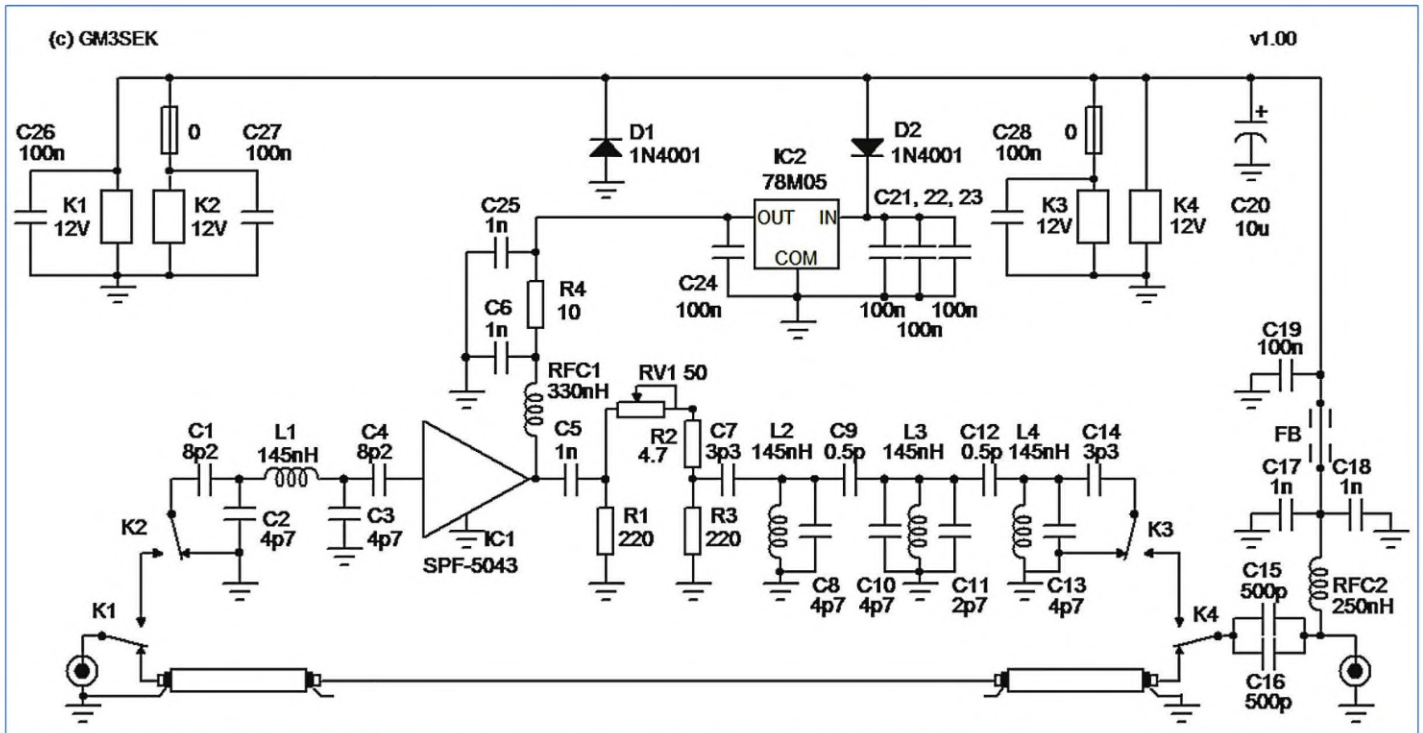 (c) GM3SEK
v1.00
C26
100n
0
C27
100n
K1
12V
K2
12V
D1
1N4001
D2
1N4001
IC2
78M05
OUT
IN
COM
C21, 22, 23
100n
100n
100n
C28
100n
0
K3
12V
K4
12V
C20
10u
+
C25
1n
C24
100n
R4
10
C6
1n
C19
100n
RFC1
330nH
RV1 50
FB
C1
8p2
L1
145nH
C4
8p2
C5
1n
R2
4.7
C7
3p3
L2
145nH
C9
0.5p
L3
145nH
C12
0.5p
L4
145nH
C14
3p3
C17
1n
C18
1n
K2
C2
4p7
C3
4p7
IC1
SPF-5043
R1
220
R3
220
C8
4p7
C10
4p7
C11
2p7
C13
4p7
K3
C15
500p
RFC2
250nH
K1
K4
C16
500p